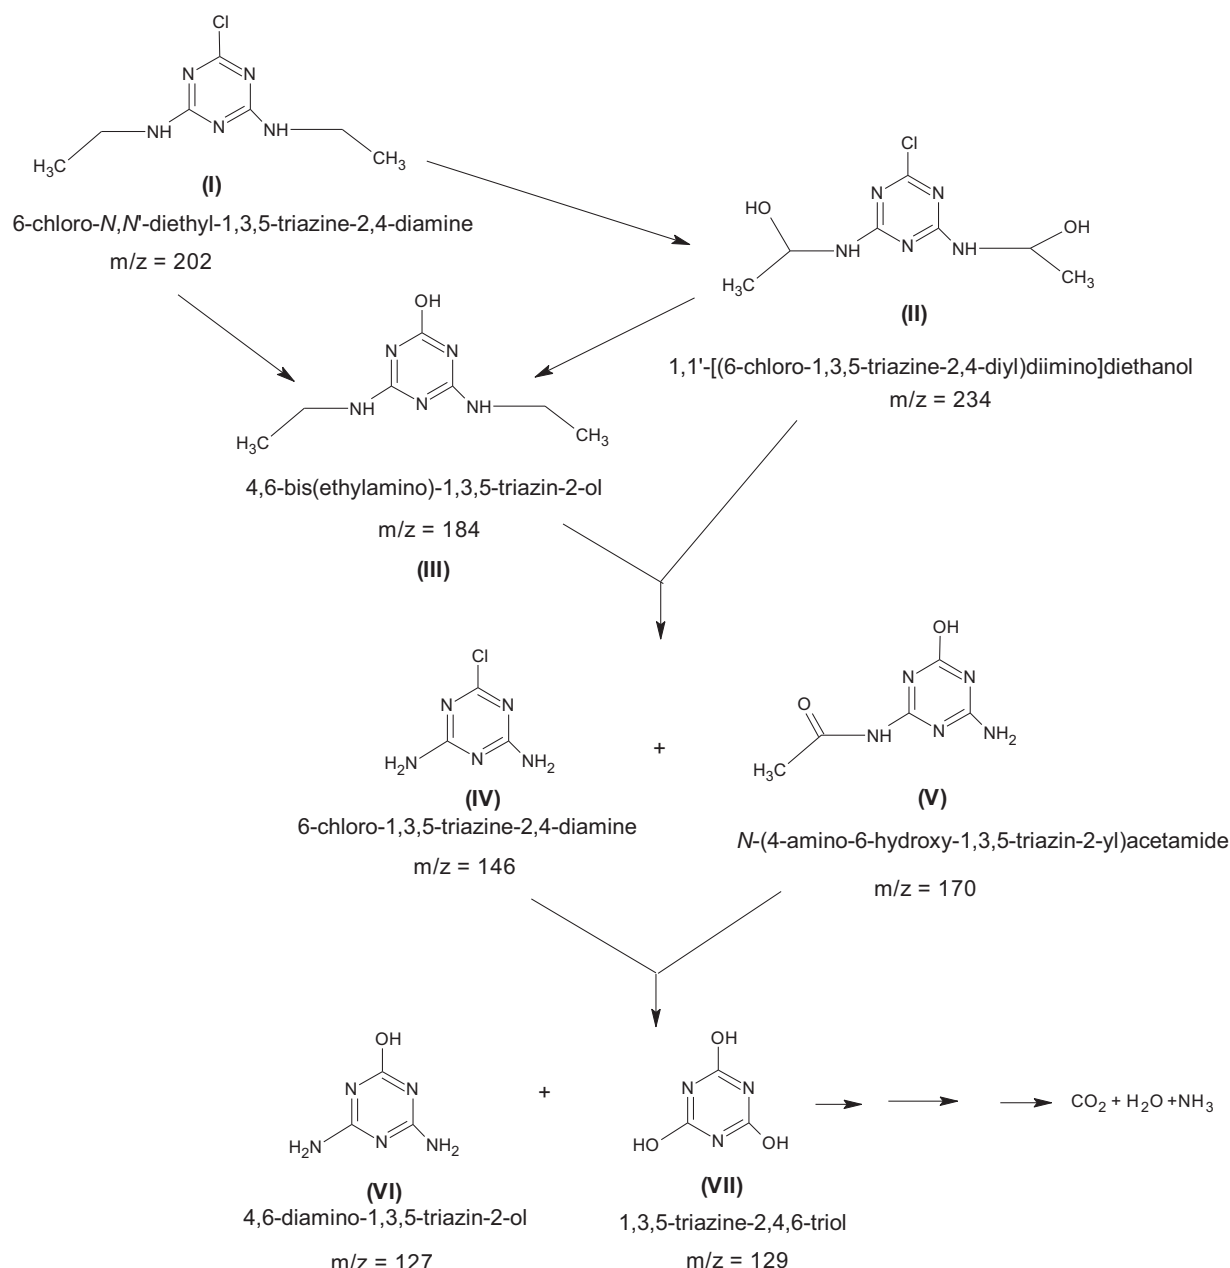 Cl
N N
N
NH NH
H3C CH3
(I)
6-chloro-N,N'-diethyl-1,3,5-triazine-2,4-diamine
m/z = 202
Cl
N N
HO OH
N
NH NH
H3C CH3
(II)
1,1'-[(6-chloro-1,3,5-triazine-2,4-diyl)diimino]diethanol
m/z = 234
OH
N N
N
NH NH
H3C CH3
4,6-bis(ethylamino)-1,3,5-triazin-2-ol
m/z = 184
(III)
Cl
N N
N
H2N NH2
(IV)
6-chloro-1,3,5-triazine-2,4-diamine
m/z = 146
+
OH
N N
O
N
NH NH2
H3C
(V)
N-(4-amino-6-hydroxy-1,3,5-triazin-2-yl)acetamide
m/z = 170
OH
N N
N
H2N NH2
(VI)
4,6-diamino-1,3,5-triazin-2-ol
m/z = 127
+
OH
N N
N
HO OH
(VII)
1,3,5-triazine-2,4,6-triol
m/z = 129
CO2 + H2O +NH3